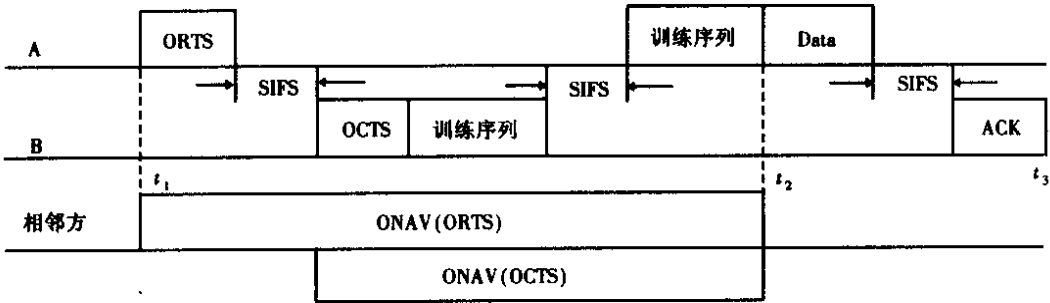 A
ORTS
训练序列
Data
SIFS
SIFS
SIFS
B
OCTS
训练序列
ACK
t1
t2
t3
相邻方
ONAV(ORTS)
ONAV(OCTS)